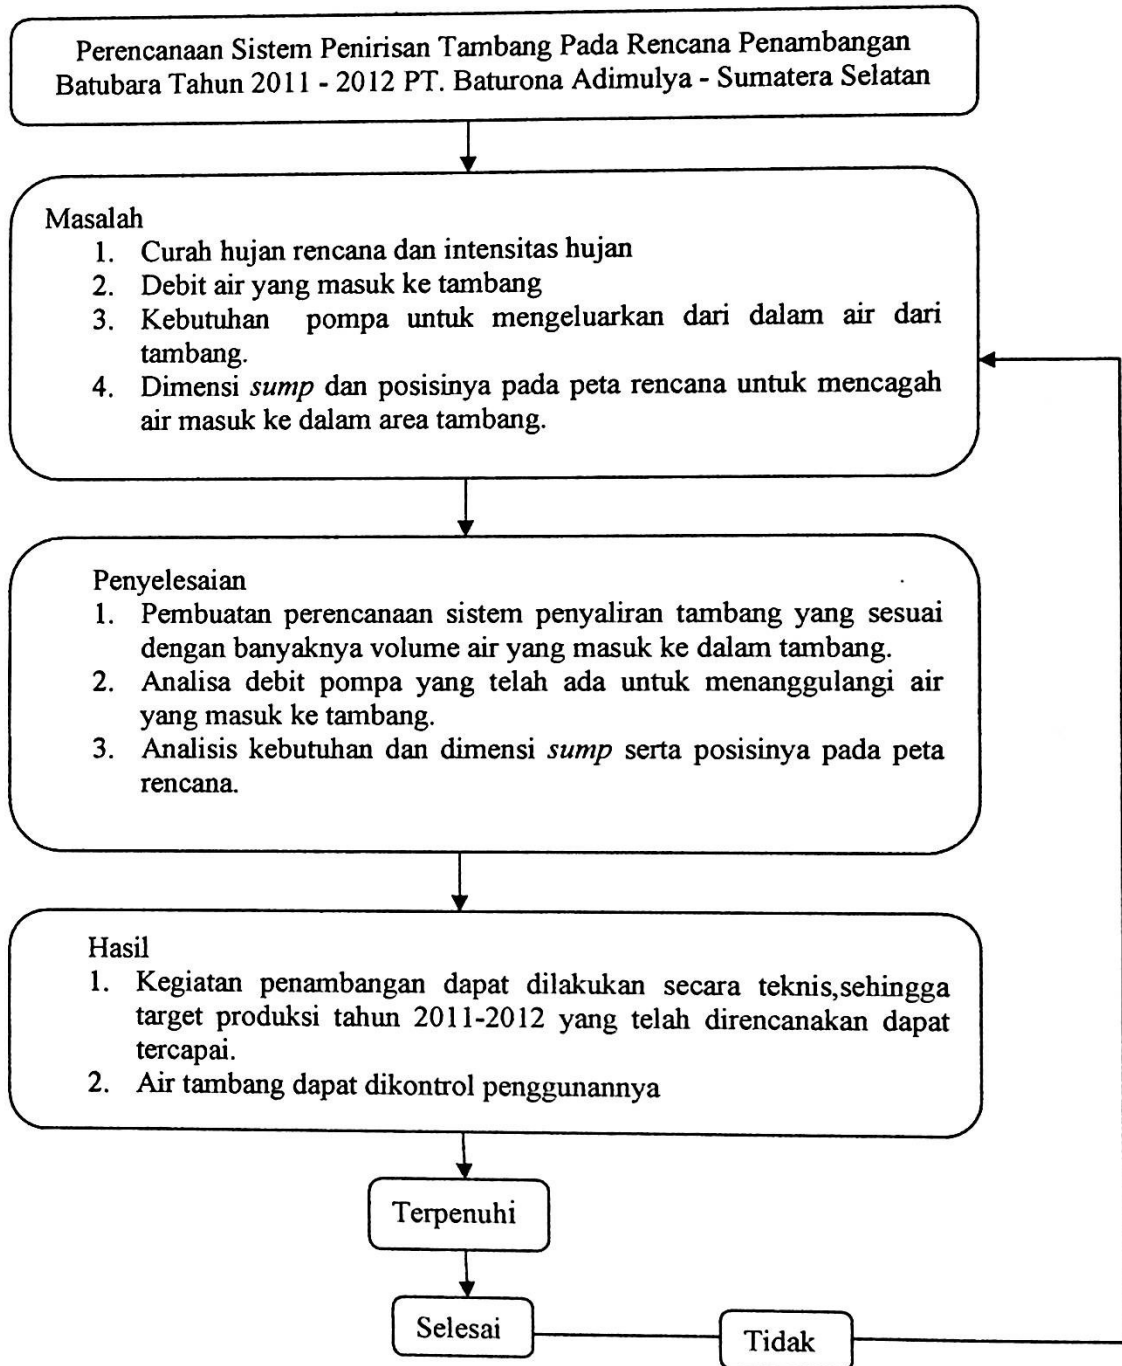 Perencanaan Sistem Penirisan Tambang Pada Rencana Penambangan
Batubara Tahun 2011 - 2012 PT. Baturona Adimulya - Sumatera Selatan
Masalah
1. Curah hujan rencana dan intensitas hujan
2. Debit air yang masuk ke tambang
3. Kebutuhan pompa untuk mengeluarkan dari dalam air dari
tambang.
4. Dimensi sump dan posisinya pada peta rencana untuk mencagah
air masuk ke dalam area tambang.
Penyelesaian
1. Pembuatan perencanaan sistem penyaliran tambang yang sesuai
dengan banyaknya volume air yang masuk ke dalam tambang.
2. Analisa debit pompa yang telah ada untuk menanggulangi air
yang masuk ke tambang.
3. Analisis kebutuhan dan dimensi sump serta posisinya pada peta
rencana.
Hasil
1. Kegiatan penambangan dapat dilakukan secara teknis,sehingga
target produksi tahun 2011-2012 yang telah direncanakan dapat
tercapai.
2. Air tambang dapat dikontrol penggunannya
Terpenuhi
Selesai
Tidak